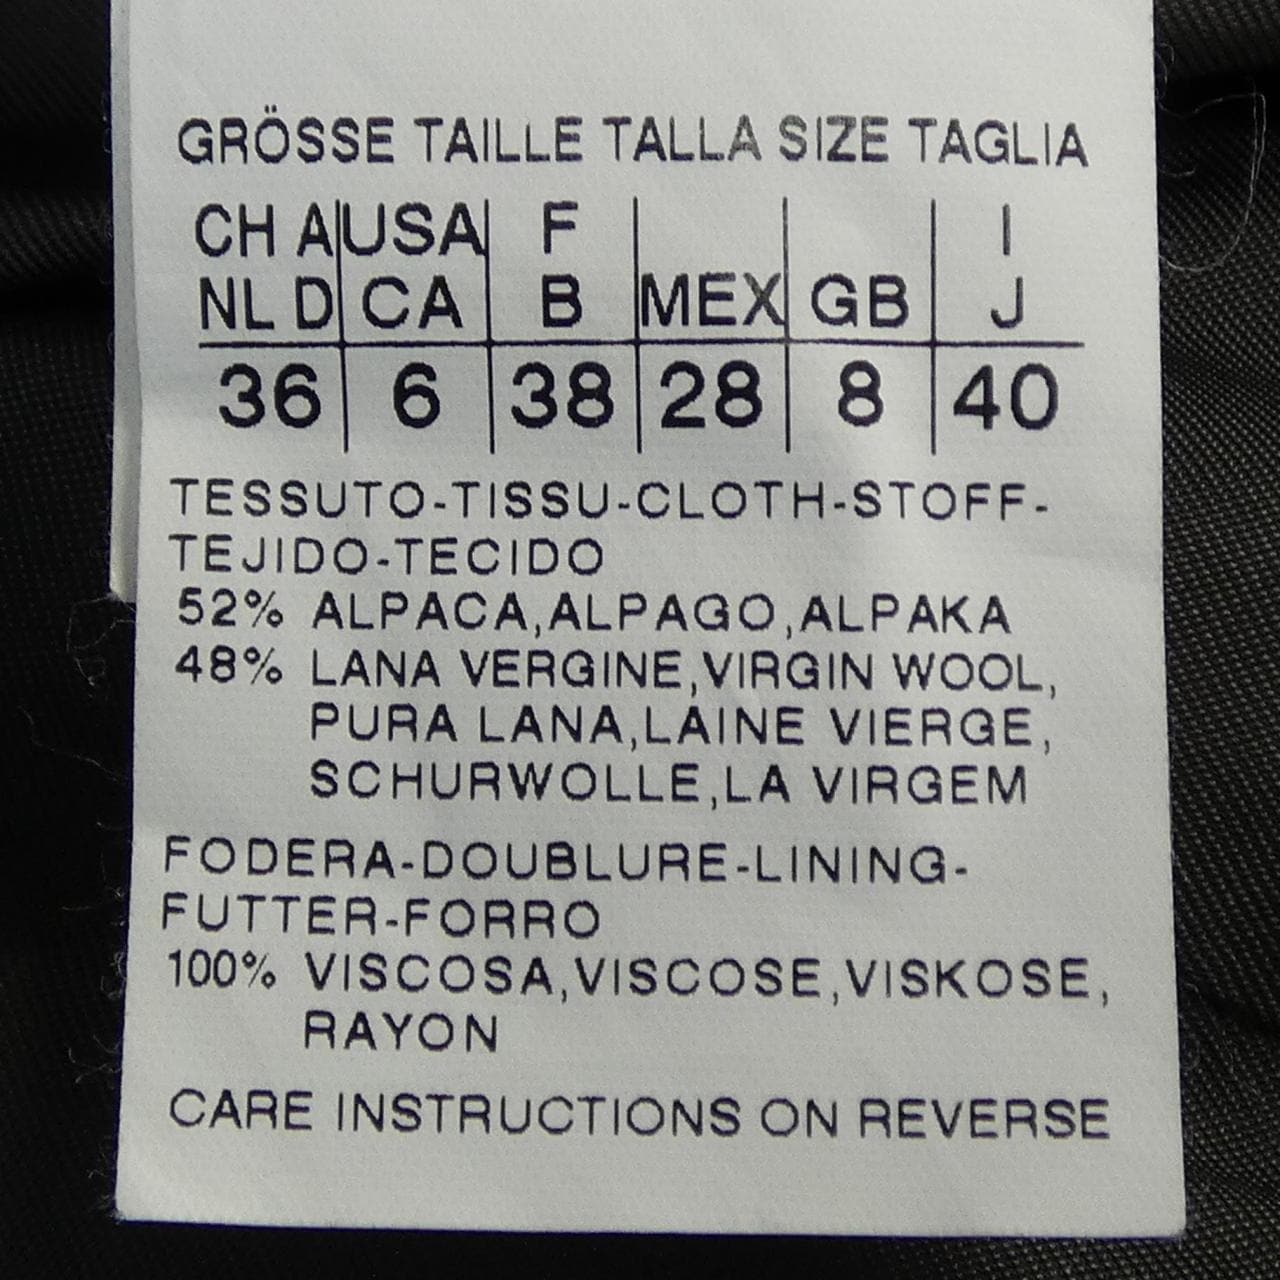 GRÖSSE TAILLE TALLA SIZE TAGLIA
CH A USA F I
NL D CA B MEX GB J
36 6 38 28 8 40
TESSUTO-TISSU-CLOTH-STOFF-
TEJIDO-TECIDO
52% ALPACA,ALPAGO,ALPAKA
48% LANA VERGINE,VIRGIN WOOL,
PURA LANA,LAINE VIERGE,
SCHURWOLLE,LA VIRGEM
FODERA-DOUBLURE-LINING-
FUTTER-FORRO
100% VISCOSA,VISCOSE,VISKOSE,
RAYON
CARE INSTRUCTIONS ON REVERSE